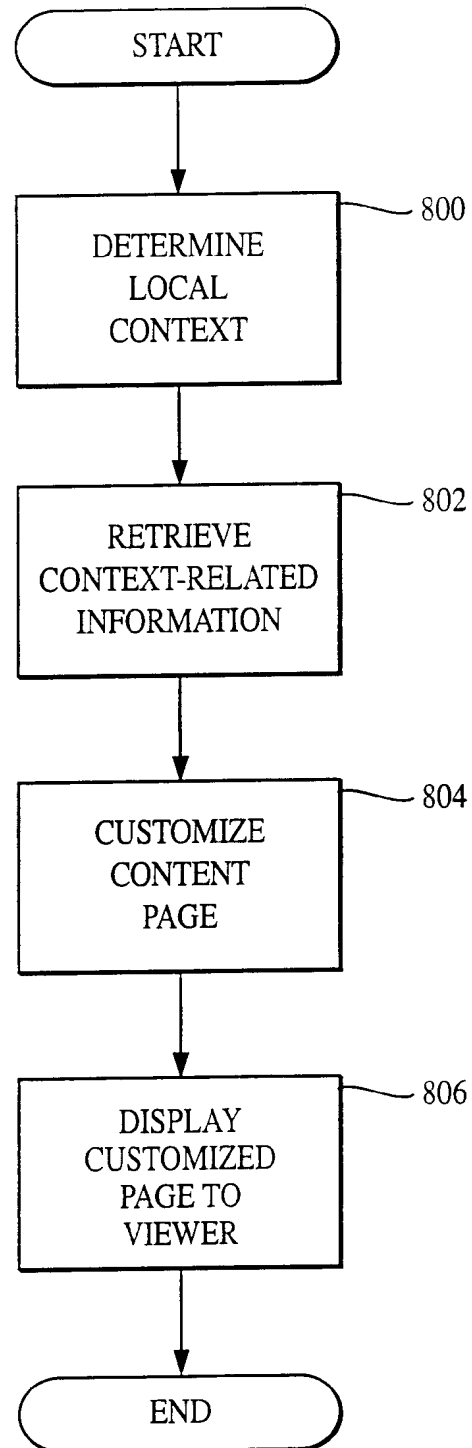 START
800
DETERMINE
LOCAL
CONTEXT
802
RETRIEVE
CONTEXT-RELATED
INFORMATION
804
CUSTOMIZE
CONTENT
PAGE
806
DISPLAY
CUSTOMIZED
PAGE TO
VIEWER
END